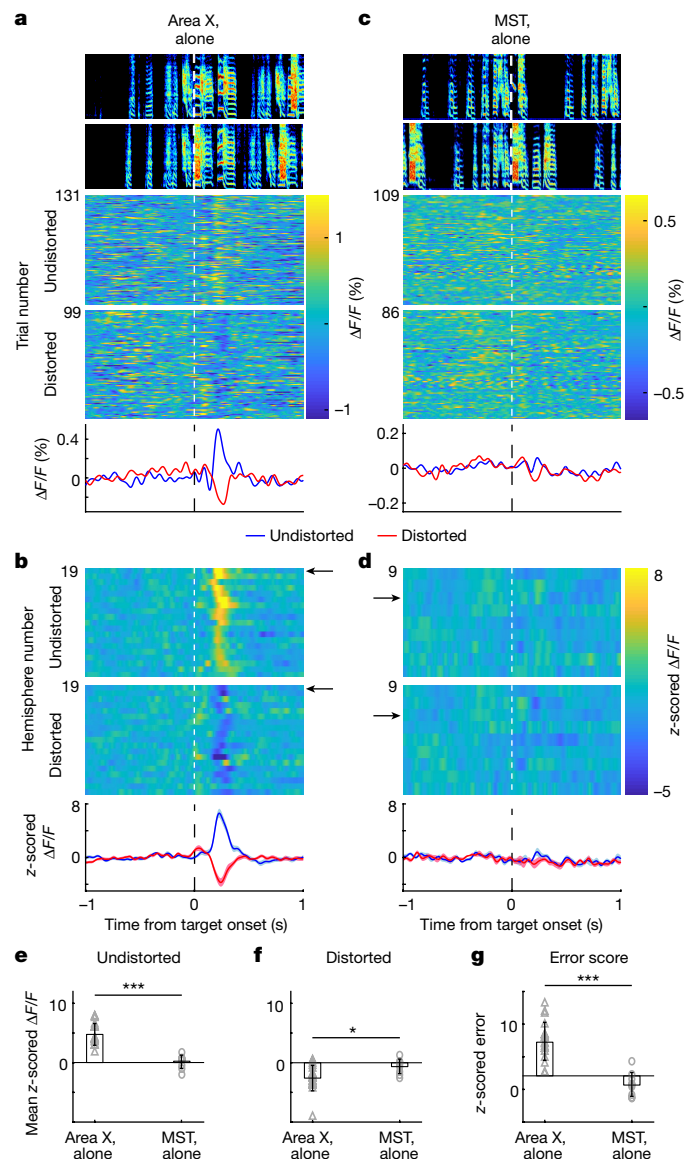 a
Area X,
alone
c
MST,
alone
131
Undistorted
99
Distorted
Trial number
1
−1
ΔF/F (%)
109
86
0.5
−0.5
ΔF/F (%)
0.4
0
ΔF/F (%)
0.2
0
−0.2
Undistorted
Distorted
b
19
Undistorted
19
Distorted
Hemisphere number
d
9
9
8
−5
z-scored ΔF/F
8
0
z-scored
ΔF/F
−1
0
1
Time from target onset (s)
8
0
−1
0
1
Time from target onset (s)
e
Undistorted
***
10
0
Mean z-scored ΔF/F
Area X,
alone
MST,
alone
f
Distorted
*
10
0
Area X,
alone
MST,
alone
g
Error score
***
10
0
z-scored error
Area X,
alone
MST,
alone